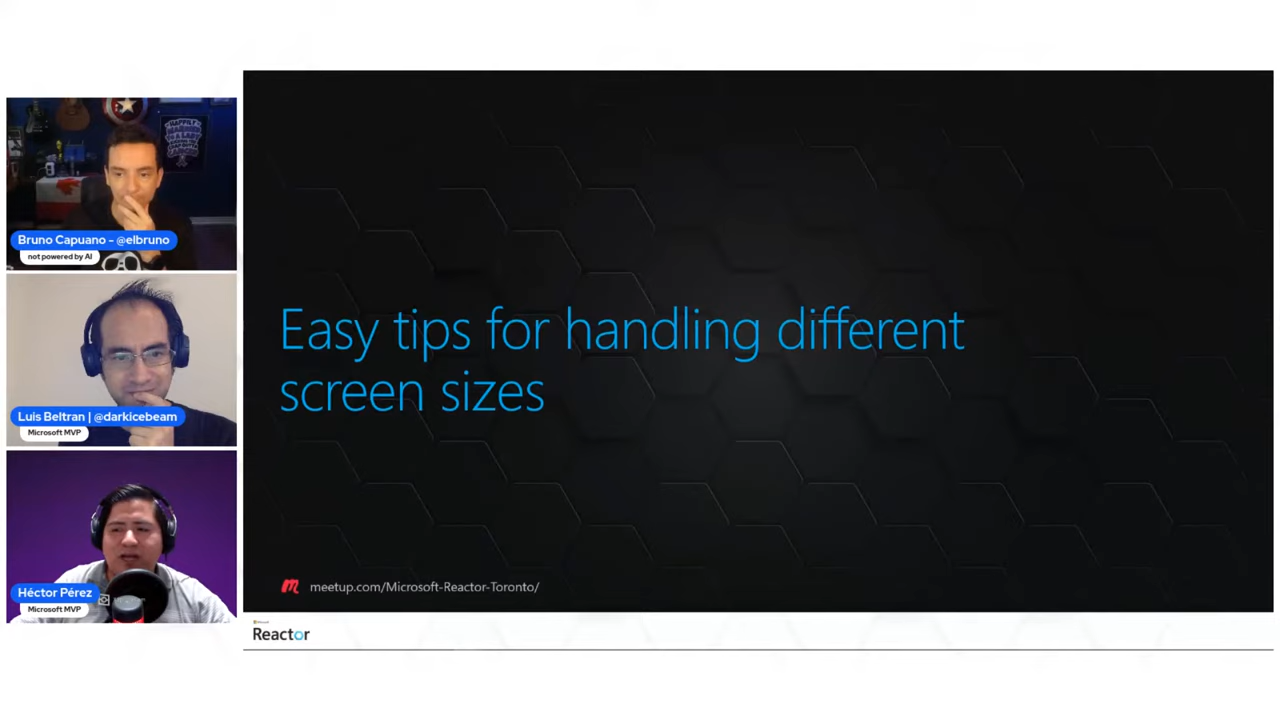 Bruno Capuano - @elbruno
not powered by AI
Luis Beltran | @darkicebeam
Microsoft MVP
Héctor Pérez
Microsoft MVP
Easy tips for handling different
screen sizes
meetup.com/Microsoft-Reactor-Toronto/
Microsoft
Reactor